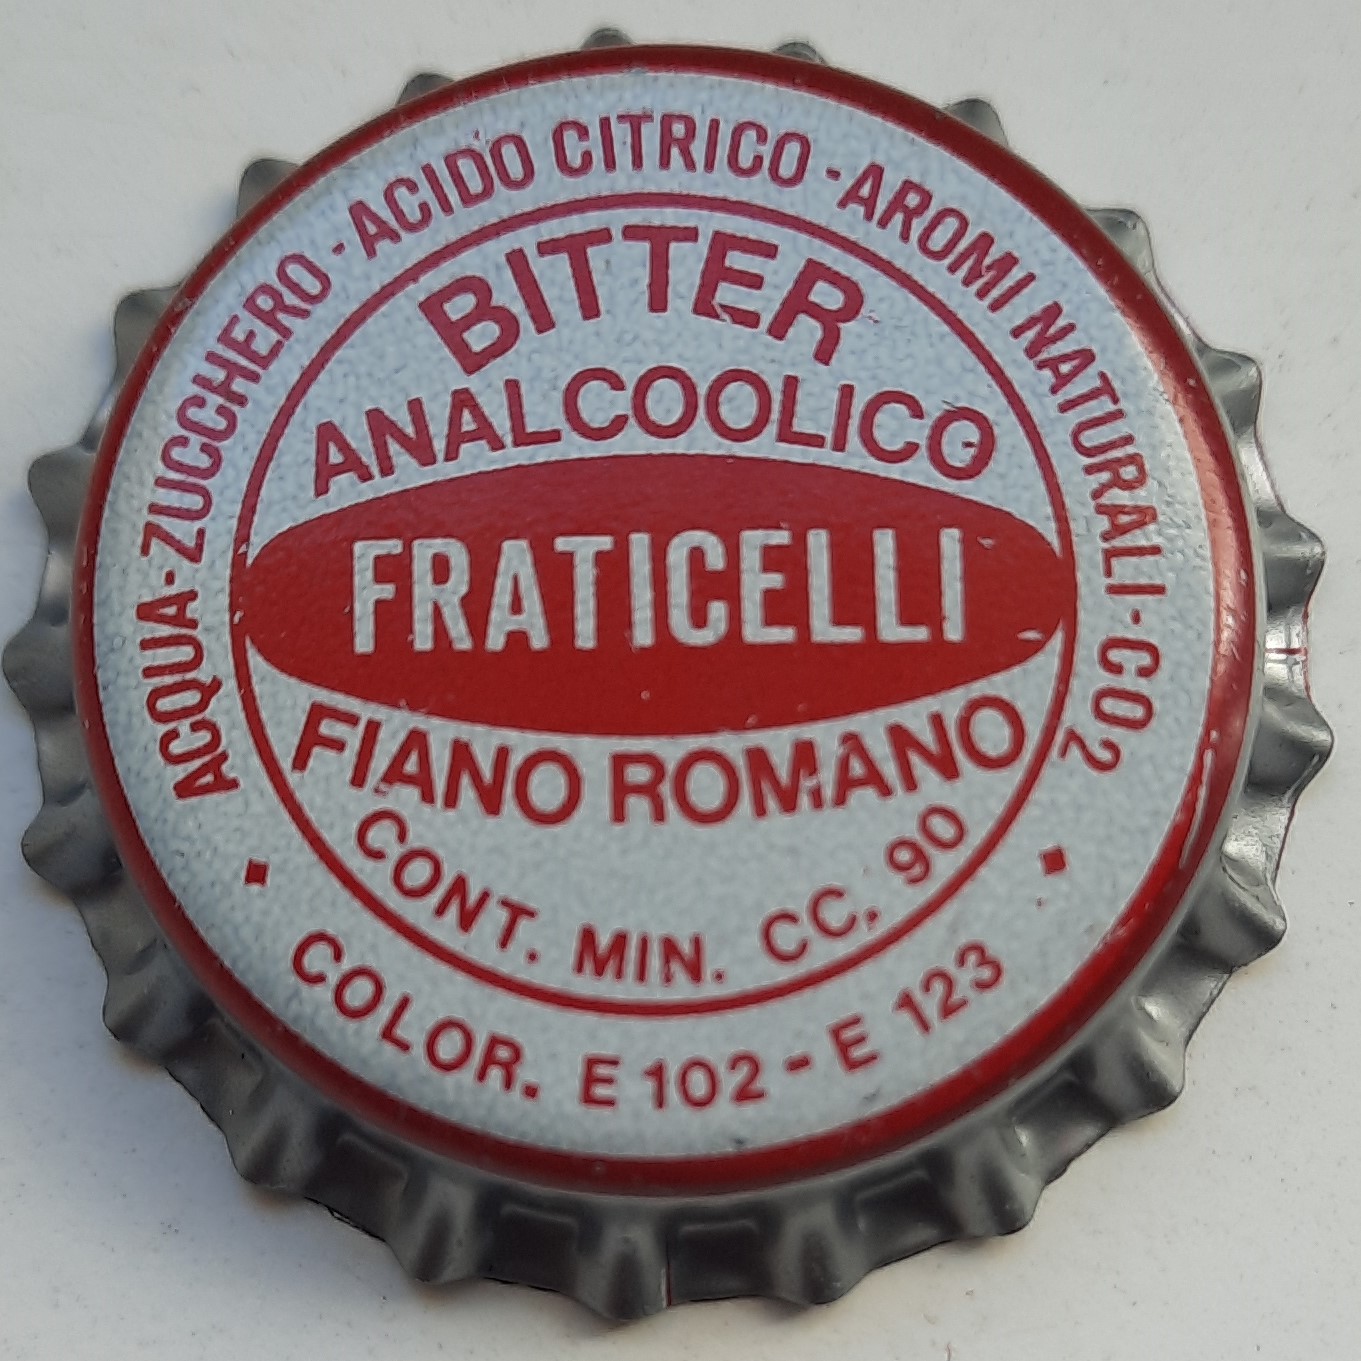 ACQUA-ZUCCHERO-ACIDO CITRICO-AROMI NATURALI-CO2
BITTER
ANALCOOLICO
FRATICELLI
FIANO ROMANO
CONT. MIN. CC. 90
COLOR. E 102-E 123